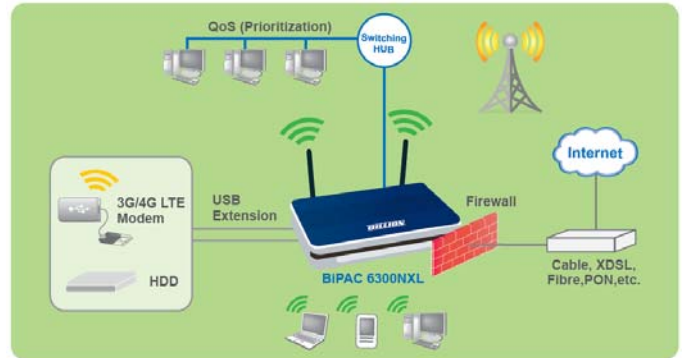 QoS (Prioritization)
Switching
HUB
Internet
3G/4G LTE
Modem
USB
Extension
Firewall
BILLION
HDD
BiPAC 6300NXL
Cable, XDSL,
Fibre,PON,etc.